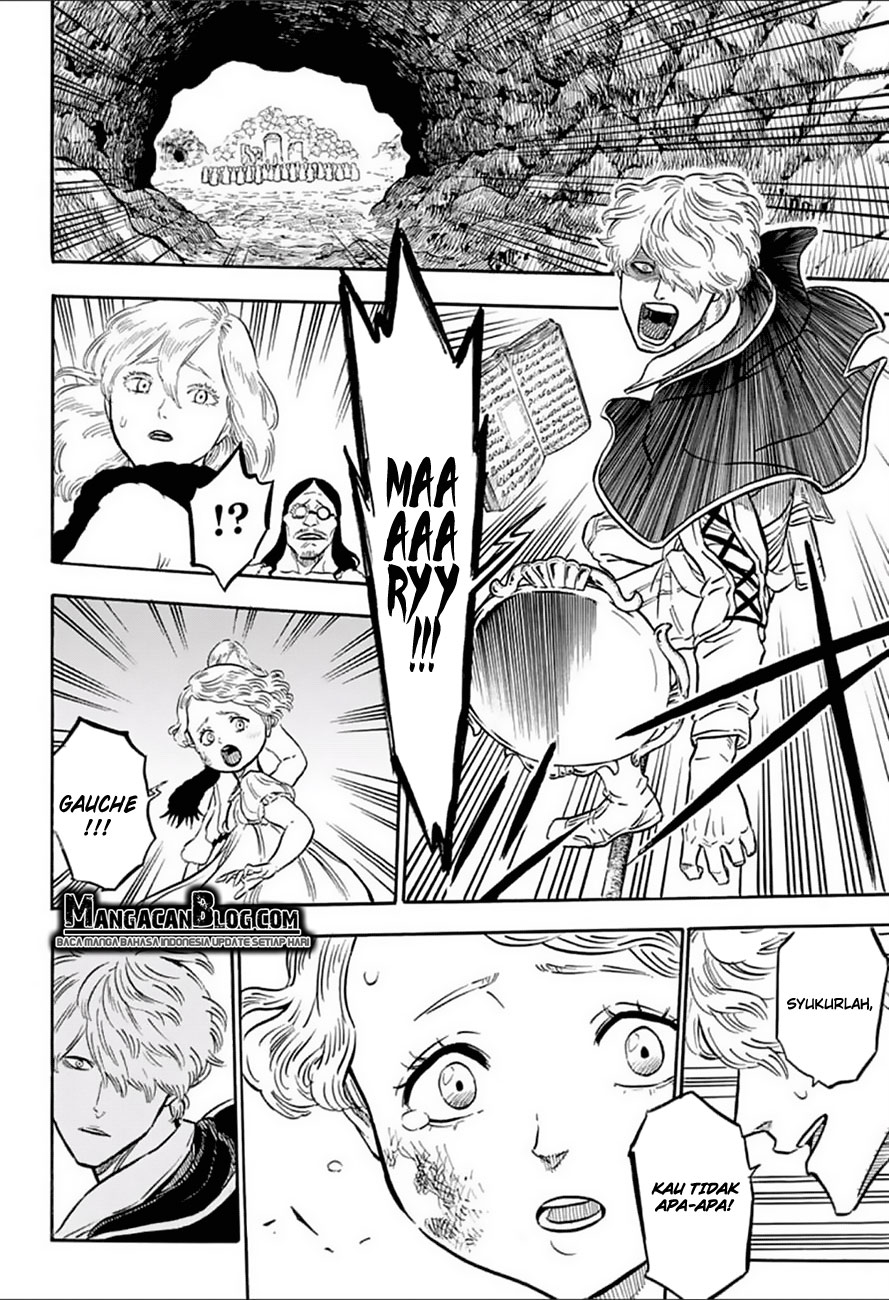 MAA
AAA
RYY
!!!
!?
GAUCHE
!!!
MANGACANBLOG.COM
BACA MANGA BAHASA INDONESIA UPDATE SETIAP HARI
SYUKURLAH,
KAU TIDAK
APA-APA!